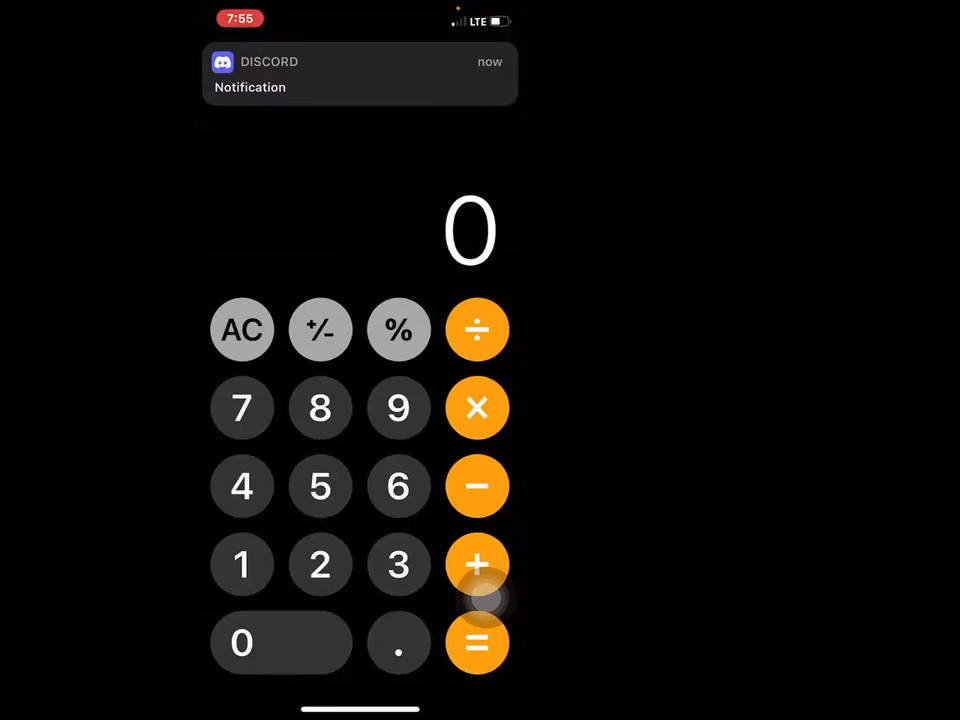 7:55
LTE
DISCORD now
Notification
0
AC +/- % ÷
7 8 9 ×
4 5 6 −
1 2 3 +
0 . =